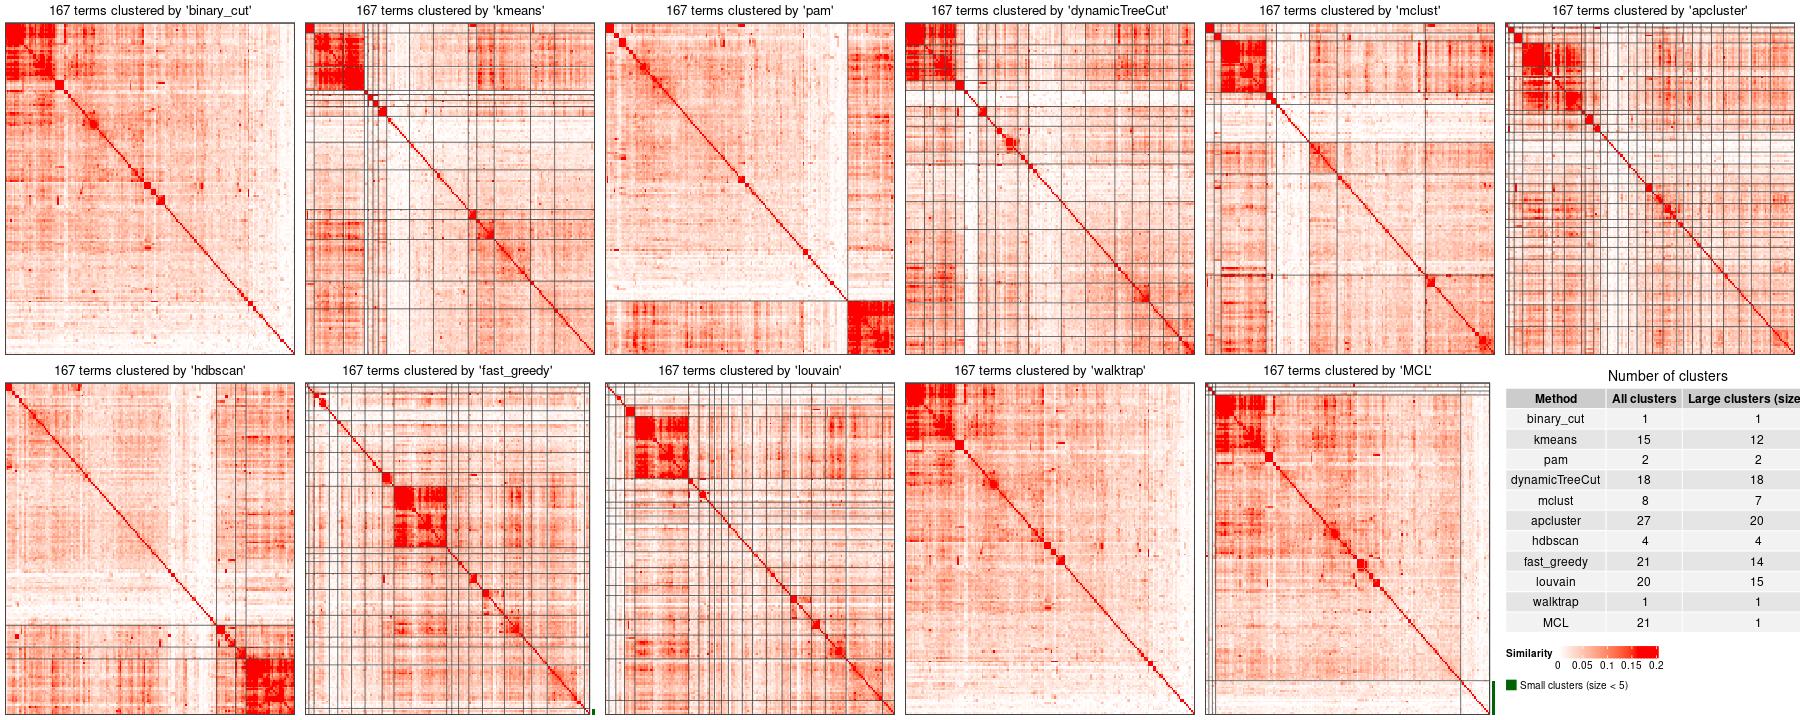 167 terms clustered by 'binary_cut'
167 terms clustered by 'kmeans'
167 terms clustered by 'pam'
167 terms clustered by 'dynamicTreeCut'
167 terms clustered by 'mclust'
167 terms clustered by 'apcluster'
167 terms clustered by 'hdbscan'
167 terms clustered by 'fast_greedy'
167 terms clustered by 'louvain'
167 terms clustered by 'walktrap'
167 terms clustered by 'MCL'
Number of clusters
Method All clusters Large clusters (size
binary_cut 1 1
kmeans 15 12
pam 2 2
dynamicTreeCut 18 18
mclust 8 7
apcluster 27 20
hdbscan 4 4
fast_greedy 21 14
louvain 20 15
walktrap 1 1
MCL 21 1
Similarity
0 0.05 0.1 0.15 0.2
Small clusters (size < 5)